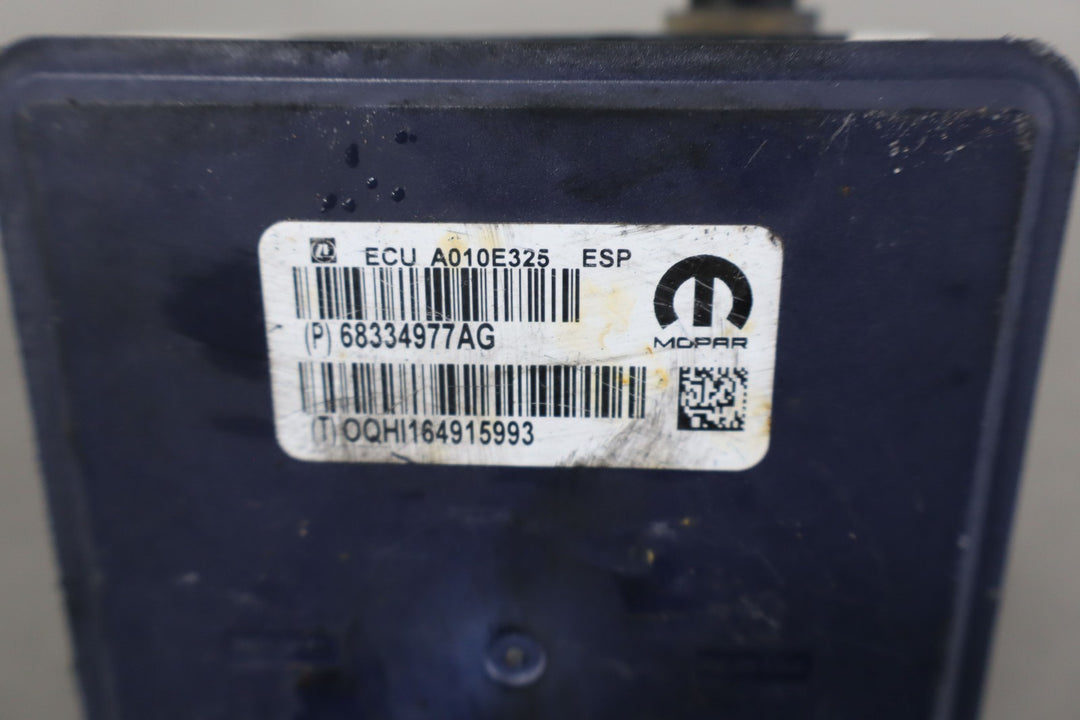 ECU A010E325 ESP
(P) 68334977AG
MOPAR
(T) OQHI164915993